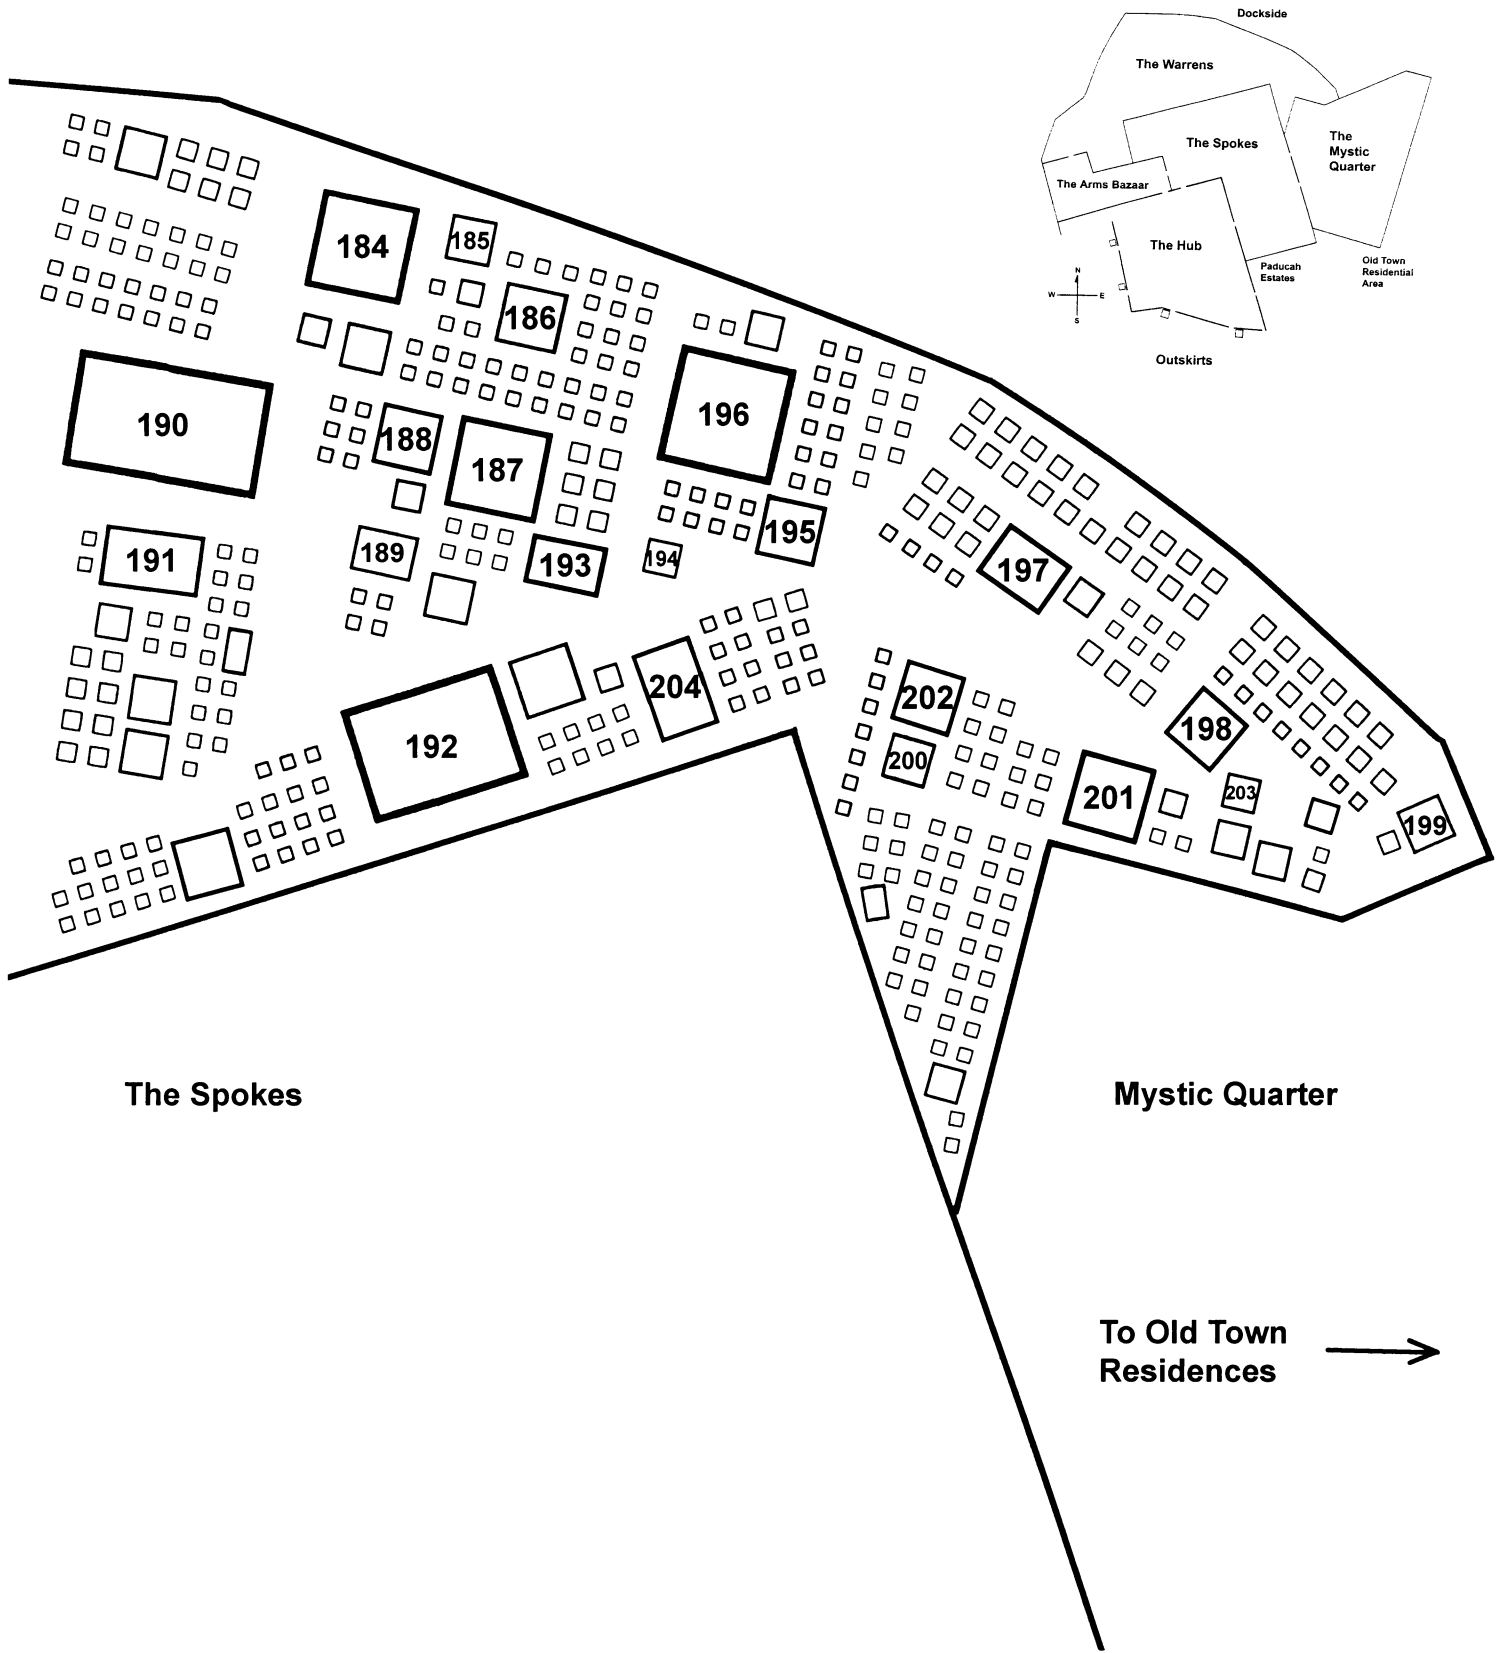 Dockside
The Warrens
The Spokes
The
Mystic
Quarter
The Arms Bazaar
The Hub
Paducah
Estates
Old Town
Residential
Area
N
W
E
S
Outskirts
184
185
186
190
188
187
196
191
189
193
194
195
197
192
204
202
200
201
198
203
199
The Spokes
Mystic Quarter
To Old Town
Residences